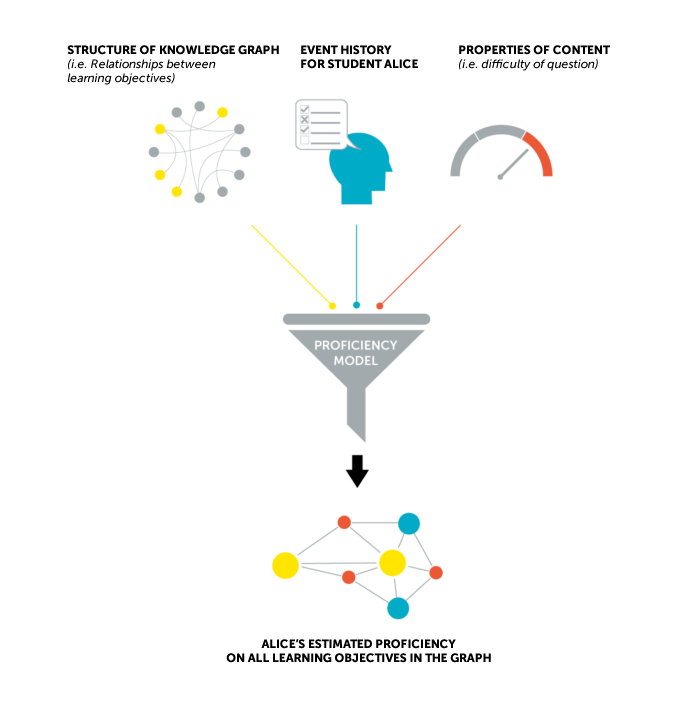 STRUCTURE OF KNOWLEDGE GRAPH
(i.e. Relationships between
learning objectives)
EVENT HISTORY
FOR STUDENT ALICE
PROPERTIES OF CONTENT
(i.e. difficulty of question)
PROFICIENCY
MODEL
ALICE'S ESTIMATED PROFICIENCY
ON ALL LEARNING OBJECTIVES IN THE GRAPH